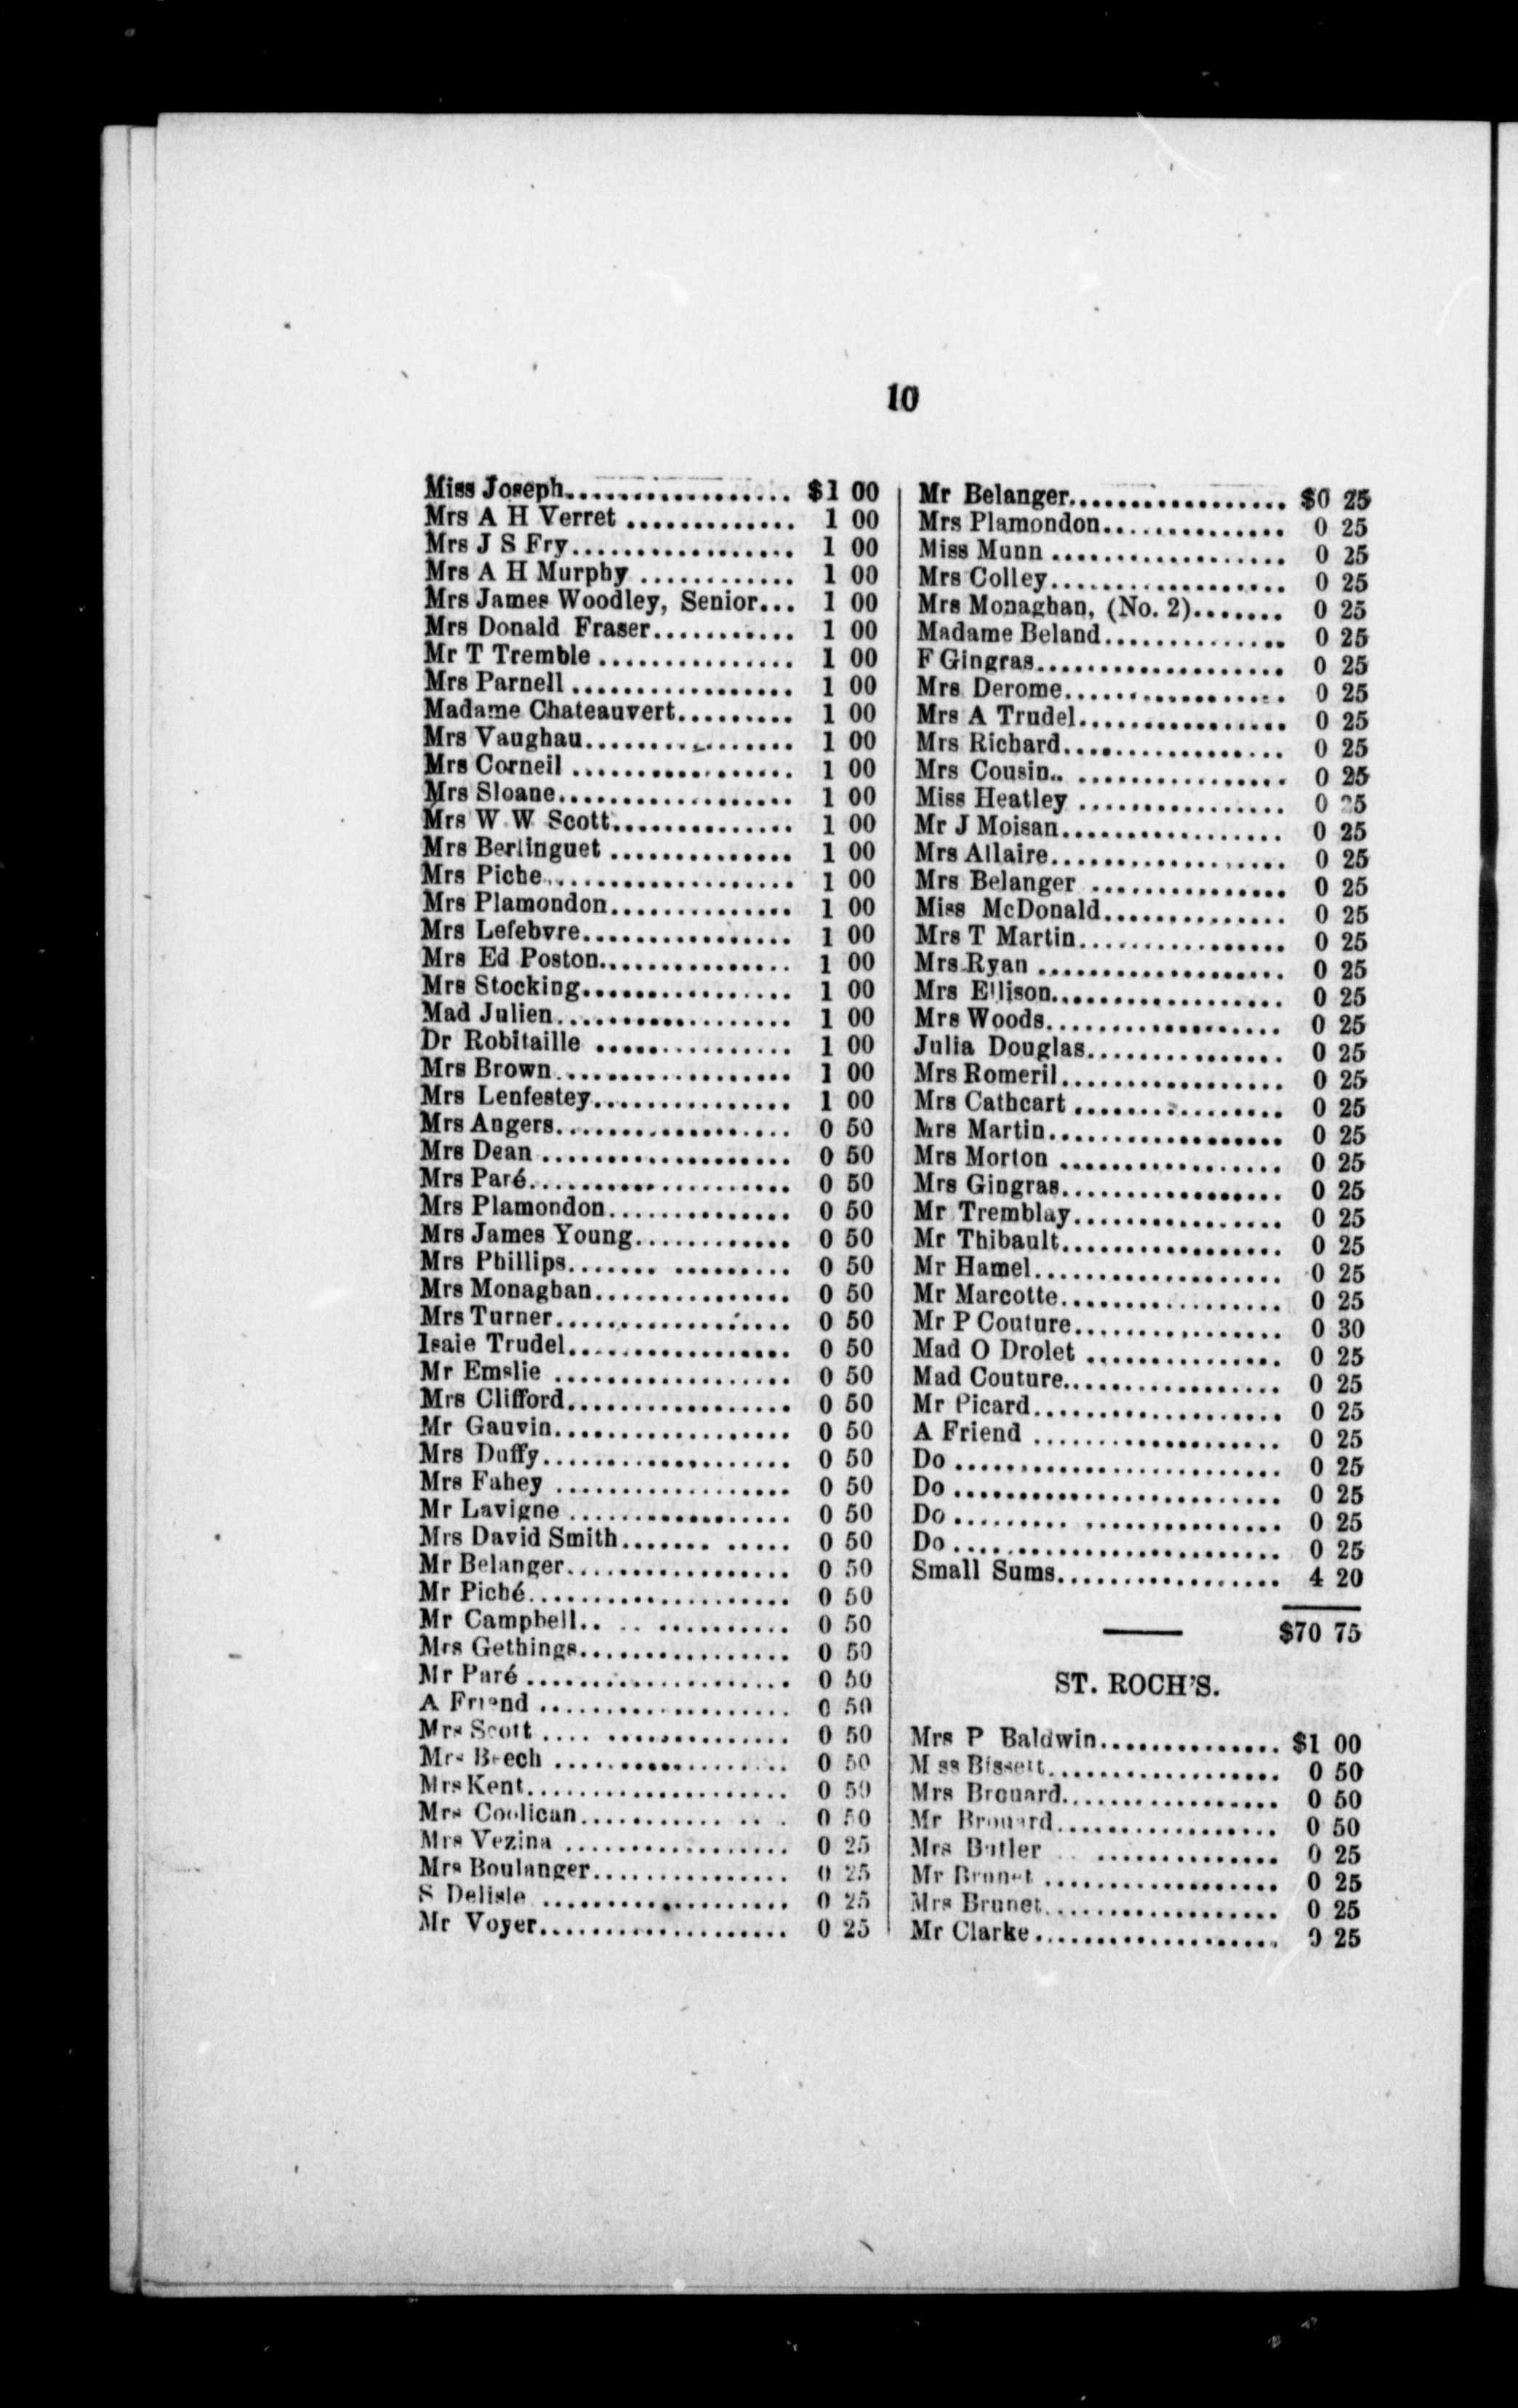 10
Miss Joseph.................. $1 00
Mrs A H Verret ............. 1 00
Mrs J S Fry.................. 1 00
Mrs A H Murphy ............ 1 00
Mrs James Woodley, Senior... 1 00
Mrs Donald Fraser........... 1 00
Mr T Tremble ............... 1 00
Mrs Parnell ................. 1 00
Madame Chateauvert......... 1 00
Mrs Vaughau................ 1 00
Mrs Corneil ................. 1 00
Mrs Sloane................... 1 00
Mrs W W Scott.............. 1 00
Mrs Berlinguet .............. 1 00
Mrs Piche.................... 1 00
Mrs Plamondon.............. 1 00
Mrs Lefebvre................ 1 00
Mrs Ed Poston............... 1 00
Mrs Stocking................ 1 00
Mad Julien................... 1 00
Dr Robitaille ............... 1 00
Mrs Brown................... 1 00
Mrs Lenfestey............... 1 00
Mrs Angers................... 0 50
Mrs Dean .................... 0 50
Mrs Paré..................... 0 50
Mrs Plamondon.............. 0 50
Mrs James Young............ 0 50
Mrs Phillips....... ......... 0 50
Mrs Monaghan............... 0 50
Mrs Turner................... 0 50
Isaie Trudel................. 0 50
Mr Emslie ................... 0 50
Mrs Clifford................. 0 50
Mr Gauvin................... 0 50
Mrs Duffy.................... 0 50
Mrs Fahey ................... 0 50
Mr Lavigne .................. 0 50
Mrs David Smith....... ..... 0 50
Mr Belanger.................. 0 50
Mr Piché..................... 0 50
Mr Campbell.. .. ........... 0 50
Mrs Gethings................. 0 50
Mr Paré ..................... 0 50
A Friend .................... 0 50
Mrs Scott .... .............. 0 50
Mrs Beech ................... 0 50
Mrs Kent..................... 0 50
Mrs Coolican............ .. . 0 50
Mrs Vezina .................. 0 25
Mrs Boulanger................ 0 25
S Delisle .................... 0 25
Mr Voyer.................... 0 25
Mr Belanger.................. $0 25
Mrs Plamondon............... 0 25
Miss Munn ................... 0 25
Mrs Colley................... 0 25
Mrs Monaghan, (No. 2)....... 0 25
Madame Beland............... 0 25
F Gingras.................... 0 25
Mrs Derome.................. 0 25
Mrs A Trudel................. 0 25
Mrs Richard.................. 0 25
Mrs Cousin.. ................. 0 25
Miss Heatley ................. 0 25
Mr J Moisan.................. 0 25
Mrs Allaire................... 0 25
Mrs Belanger ................ 0 25
Miss McDonald............... 0 25
Mrs T Martin................. 0 25
Mrs Ryan .................... 0 25
Mrs Ellison................... 0 25
Mrs Woods................... 0 25
Julia Douglas................ 0 25
Mrs Romeril.................. 0 25
Mrs Cathcart ................. 0 25
Mrs Martin................... 0 25
Mrs Morton .................. 0 25
Mrs Gingras.................. 0 25
Mr Tremblay................. 0 25
Mr Thibault.................. 0 25
Mr Hamel.................... 0 25
Mr Marcotte.................. 0 25
Mr P Couture................. 0 30
Mad O Drolet ................ 0 25
Mad Couture................. 0 25
Mr Picard.................... 0 25
A Friend .................... 0 25
Do .......................... 0 25
Do .......................... 0 25
Do ......... ................ 0 25
Do .......................... 0 25
Small Sums.................. 4 20
$70 75
ST. ROCH'S.
Mrs P Baldwin............... $1 00
M ss Bissett................... 0 50
Mrs Brouard.................. 0 50
Mr Brouard.................. 0 50
Mrs Butler .. ............... 0 25
Mr Brunet ................... 0 25
Mrs Brunet................... 0 25
Mr Clarke.................... 0 25